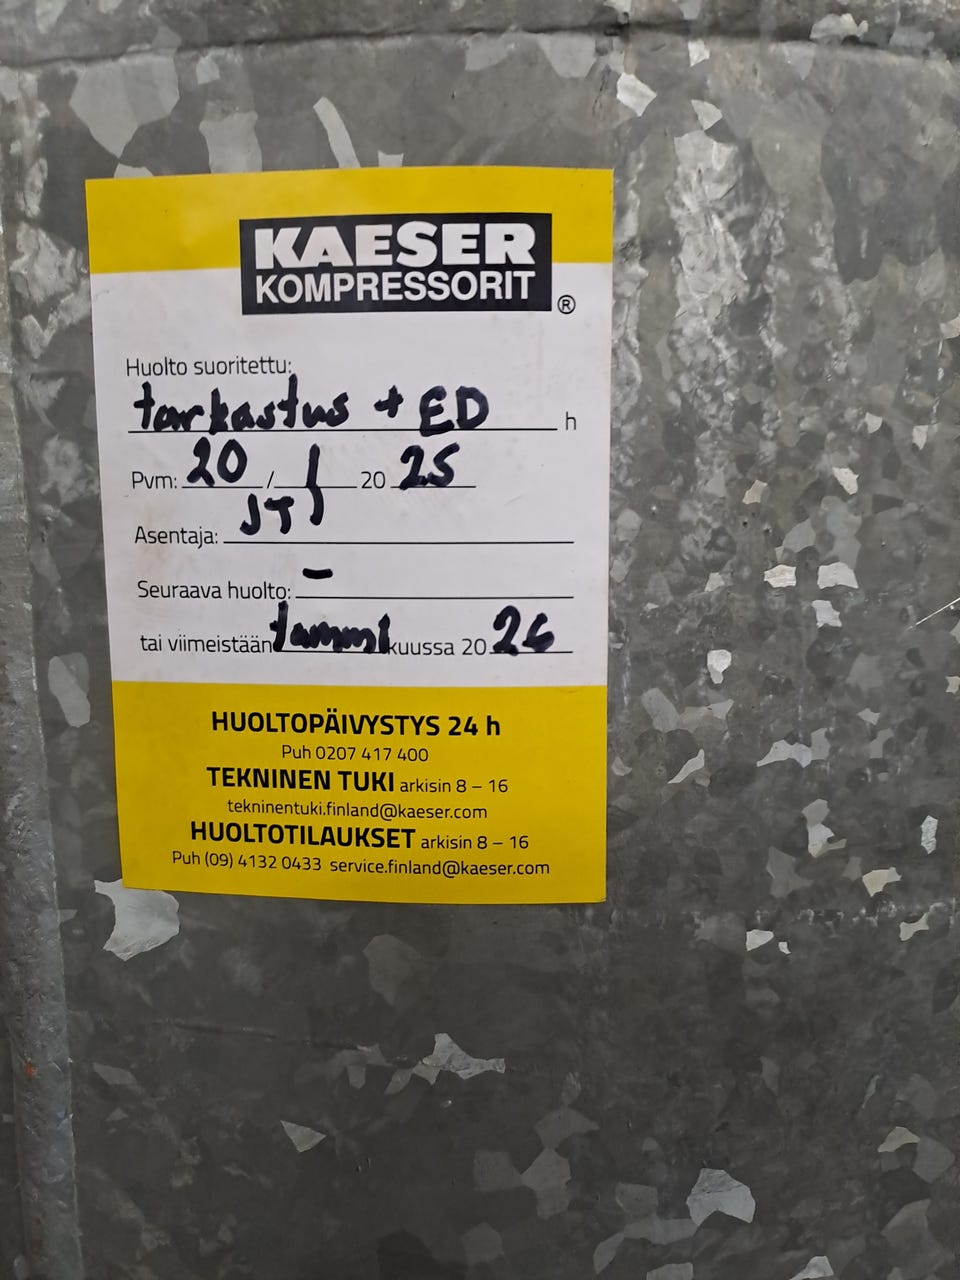 KAESER
KOMPRESSORIT
®
Huolto suoritettu:
tarkastus + ED h
Pvm: 20 / 1 20 25
Asentaja: JT
Seuraava huolto: -
tai viimeistään tammikuussa 20 26
HUOLTOPÄIVYSTYS 24 h
Puh 0207 417 400
TEKNINEN TUKI arkisin 8 – 16
tekninentuki.finland@kaeser.com
HUOLTOTILAUKSET arkisin 8 – 16
Puh (09) 4132 0433 service.finland@kaeser.com